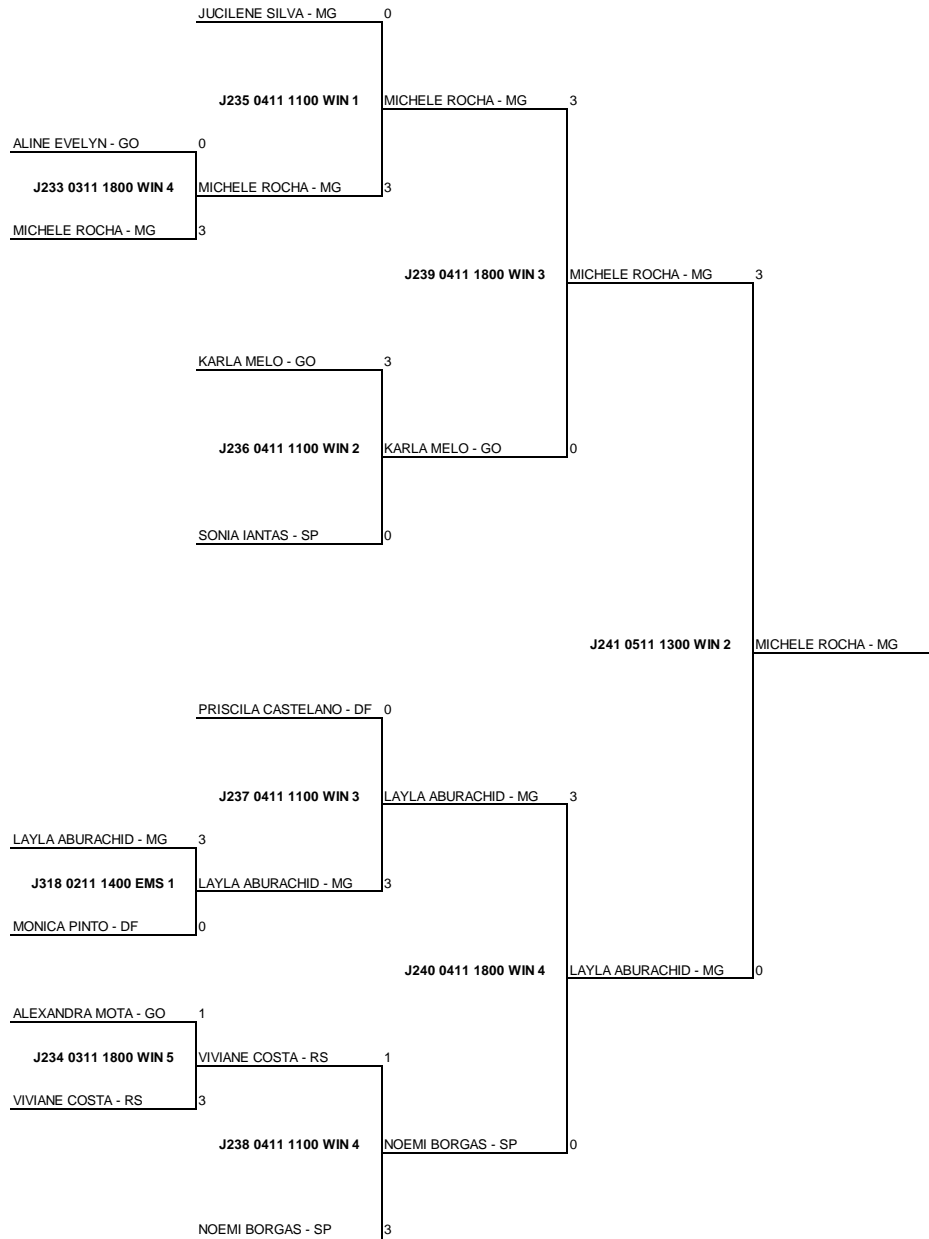 JUCILENE SILVA - MG 0
J235 0411 1100 WIN 1 MICHELE ROCHA - MG 3
ALINE EVELYN - GO 0
J233 0311 1800 WIN 4 MICHELE ROCHA - MG 3
MICHELE ROCHA - MG 3
J239 0411 1800 WIN 3 MICHELE ROCHA - MG 3
KARLA MELO - GO 3
J236 0411 1100 WIN 2 KARLA MELO - GO 0
SONIA IANTAS - SP 0
J241 0511 1300 WIN 2 MICHELE ROCHA - MG
PRISCILA CASTELANO - DF 0
J237 0411 1100 WIN 3 LAYLA ABURACHID - MG 3
LAYLA ABURACHID - MG 3
J318 0211 1400 EMS 1 LAYLA ABURACHID - MG 3
MONICA PINTO - DF 0
J240 0411 1800 WIN 4 LAYLA ABURACHID - MG 0
ALEXANDRA MOTA - GO 1
J234 0311 1800 WIN 5 VIVIANE COSTA - RS 1
VIVIANE COSTA - RS 3
J238 0411 1100 WIN 4 NOEMI BORGAS - SP 0
NOEMI BORGAS - SP 3